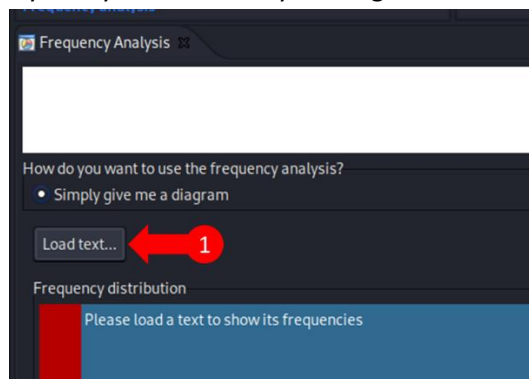 Frequency Analysis
How do you want to use the frequency analysis?
Simply give me a diagram
Load text...
1
Frequency distribution
Please load a text to show its frequencies